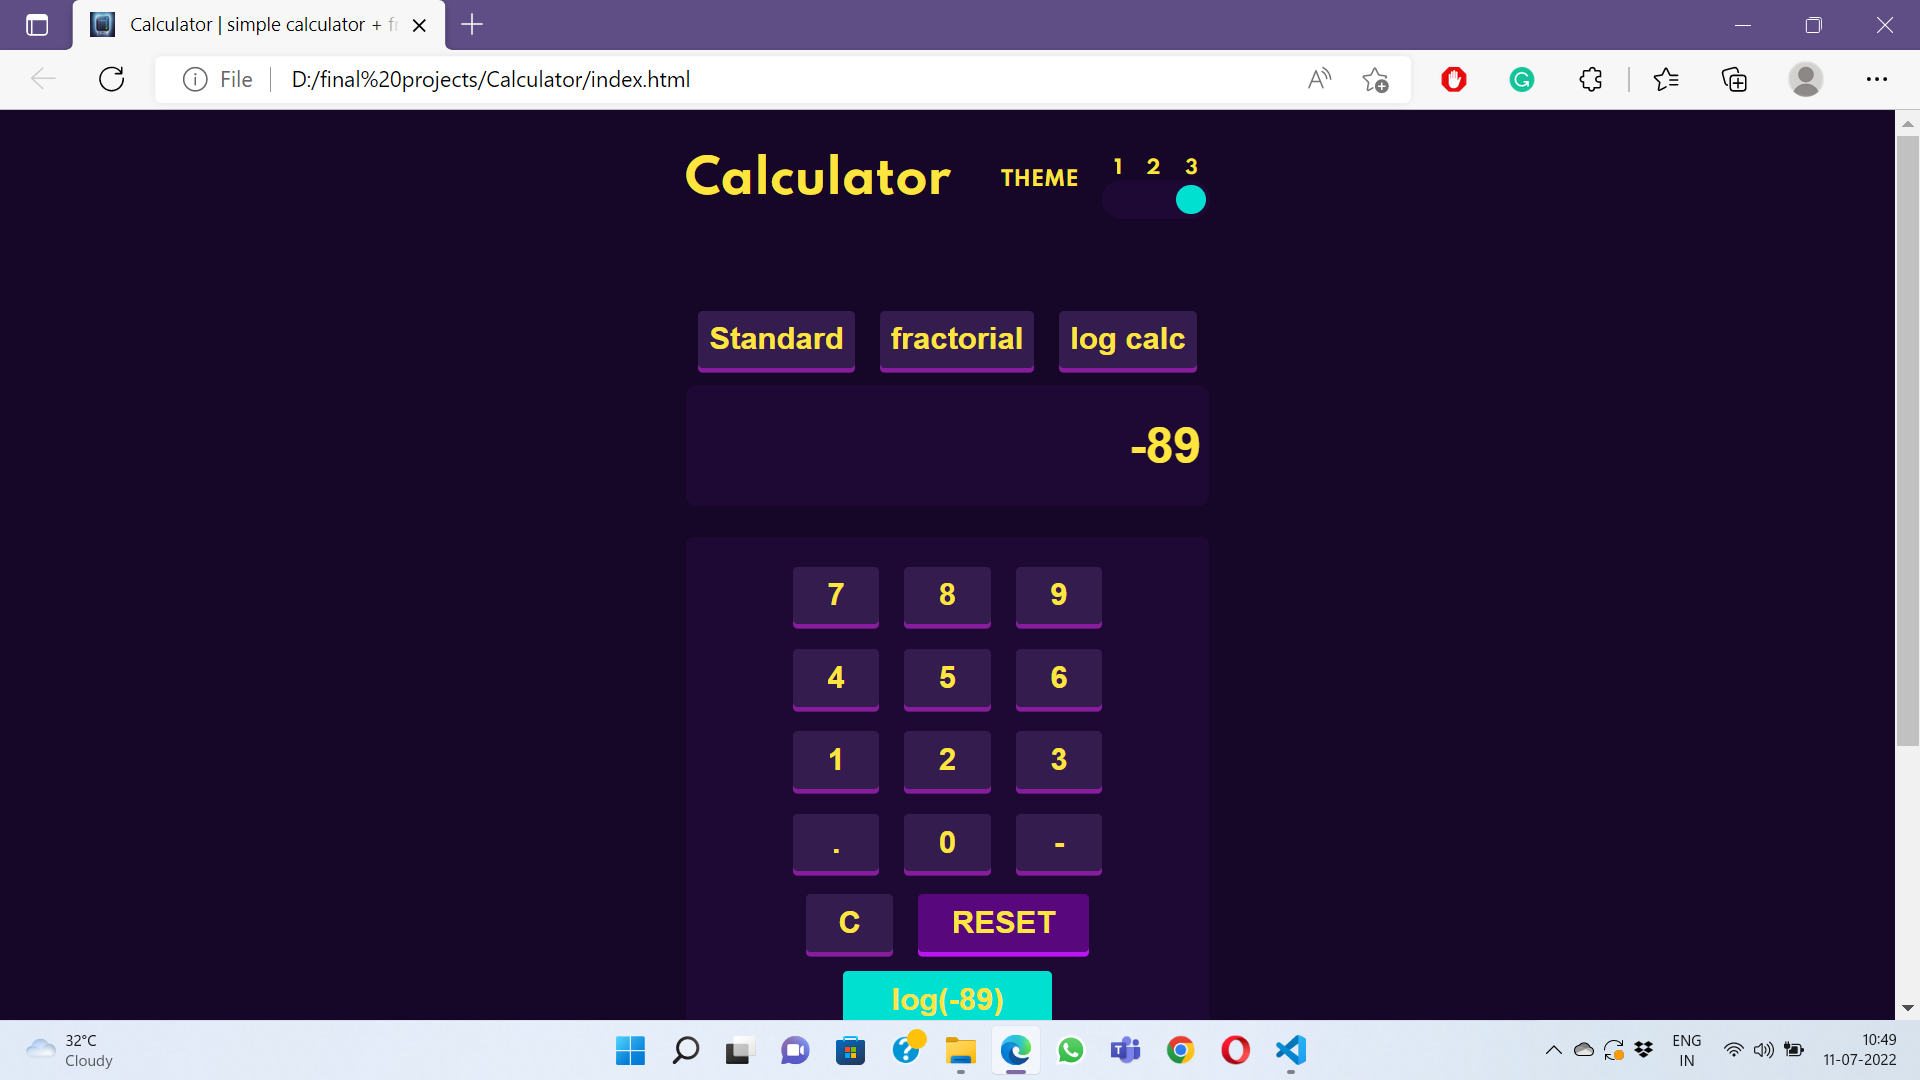 Calculator | simple calculator + fr
File
D:/final%20projects/Calculator/index.html
Calculator THEME 1 2 3
Standard fractorial log calc
-89
7 8 9
4 5 6
1 2 3
. 0 -
C RESET
log(-89)
32°C
Cloudy
ENG
IN
10:49
11-07-2022